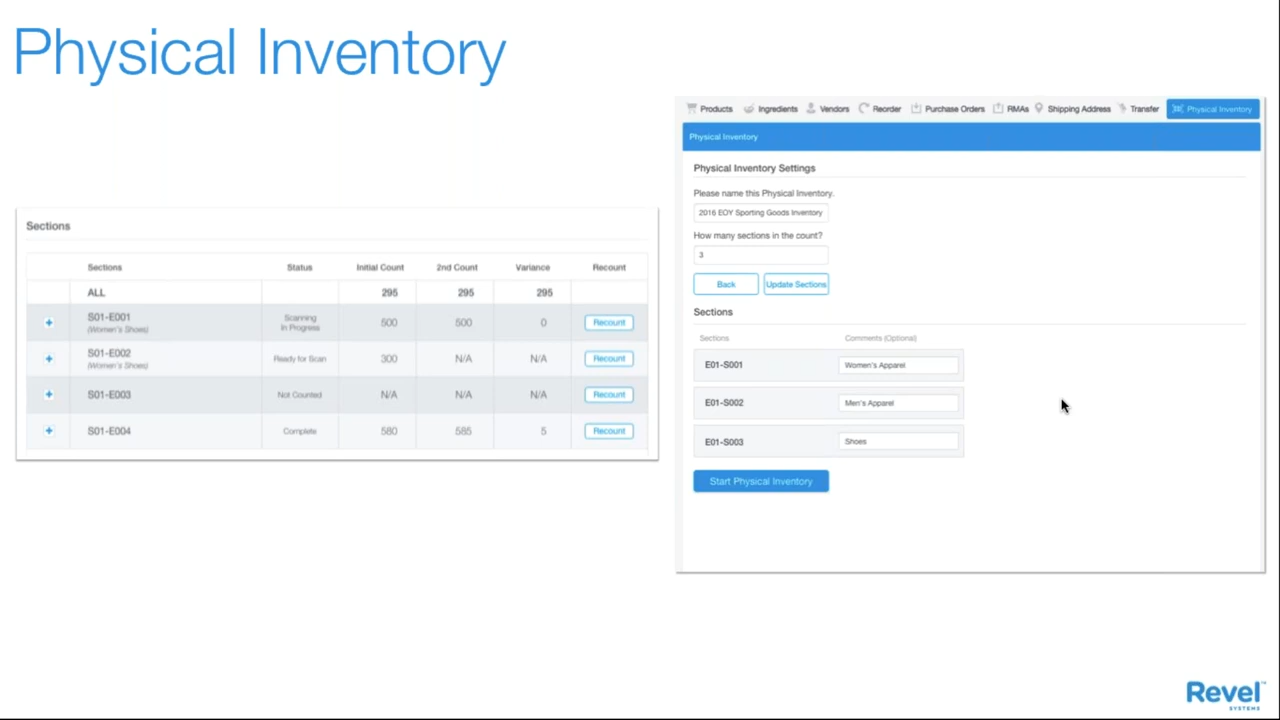 Physical Inventory
Sections
Sections Status Initial Count 2nd Count Variance Recount
ALL 295 295 295
S01-E001 (Women's Shoes) Scanning In Progress 500 500 0 Recount
S01-E002 (Women's Shoes) Ready for Scan 300 N/A N/A Recount
S01-E003 Not Counted N/A N/A N/A Recount
S01-E004 Complete 580 585 5 Recount
Products Ingredients Vendors Reorder Purchase Orders RMAs Shipping Address Transfer Physical Inventory
Physical Inventory
Physical Inventory Settings
Please name this Physical Inventory.
2016 EOY Sporting Goods Inventory
How many sections in the count?
3
Back Update Sections
Sections
Sections Comments (Optional)
E01-S001 Women's Apparel
E01-S002 Men's Apparel
E01-S003 Shoes
Start Physical Inventory
Revel
SYSTEMS